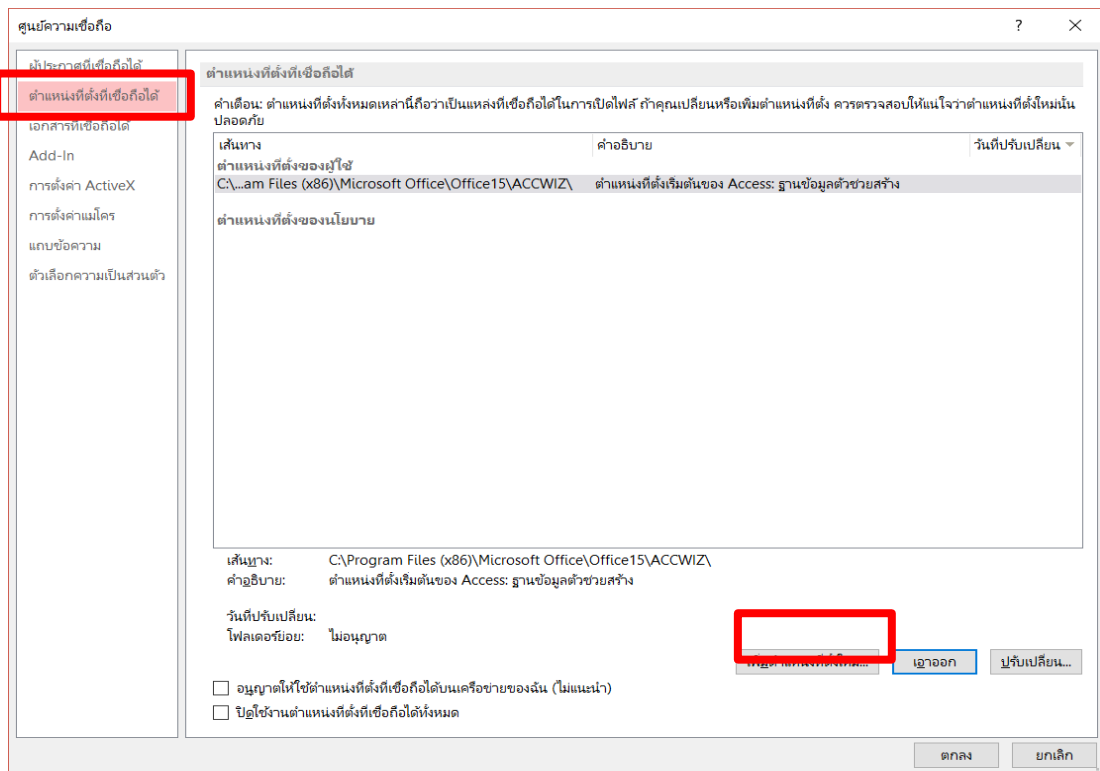 ศูนย์ความเชื่อถือ
?
ผู้ประกาศที่เชื่อถือได้
ตำแหน่งที่ตั้งที่เชื่อถือได้
เอกสารที่เชื่อถือได้
Add-In
การตั้งค่า ActiveX
การตั้งค่าแมโคร
แถบข้อความ
ตัวเลือกความเป็นส่วนตัว
ตำแหน่งที่ตั้งที่เชื่อถือได้
คำเตือน: ตำแหน่งที่ตั้งทั้งหมดเหล่านี้ถือว่าเป็นแหล่งที่เชื่อถือได้ในการเปิดไฟล์ ถ้าคุณเปลี่ยนหรือเพิ่มตำแหน่งที่ตั้ง ควรตรวจสอบให้แน่ใจว่าตำแหน่งที่ตั้งใหม่นั้น
ปลอดภัย
เส้นทาง คำอธิบาย วันที่ปรับเปลี่ยน
ตำแหน่งที่ตั้งของผู้ใช้
C:\...am Files (x86)\Microsoft Office\Office15\ACCWIZ\ ตำแหน่งที่ตั้งเริ่มต้นของ Access: ฐานข้อมูลตัวช่วยสร้าง
ตำแหน่งที่ตั้งของนโยบาย
เส้นทาง: C:\Program Files (x86)\Microsoft Office\Office15\ACCWIZ\
คำอธิบาย: ตำแหน่งที่ตั้งเริ่มต้นของ Access: ฐานข้อมูลตัวช่วยสร้าง
วันที่ปรับเปลี่ยน:
โฟลเดอร์ย่อย: ไม่อนุญาต
เพิ่มตำแหน่งที่ตั้งใหม่... เอาออก ปรับเปลี่ยน...
อนุญาตให้ใช้ตำแหน่งที่ตั้งที่เชื่อถือได้บนเครือข่ายของฉัน (ไม่แนะนำ)
ปิดใช้งานตำแหน่งที่ตั้งที่เชื่อถือได้ทั้งหมด
ตกลง ยกเลิก